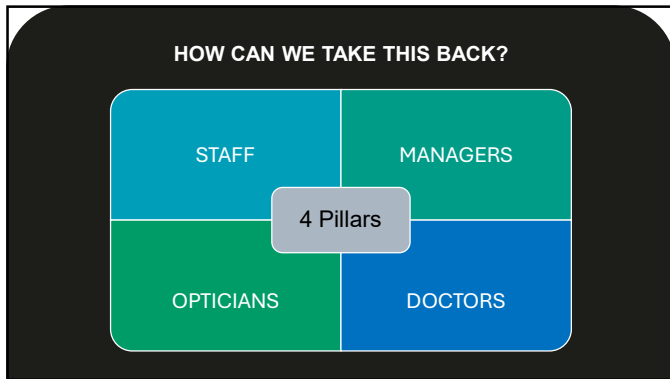 HOW CAN WE TAKE THIS BACK?
STAFF
MANAGERS
4 Pillars
OPTICIANS
DOCTORS